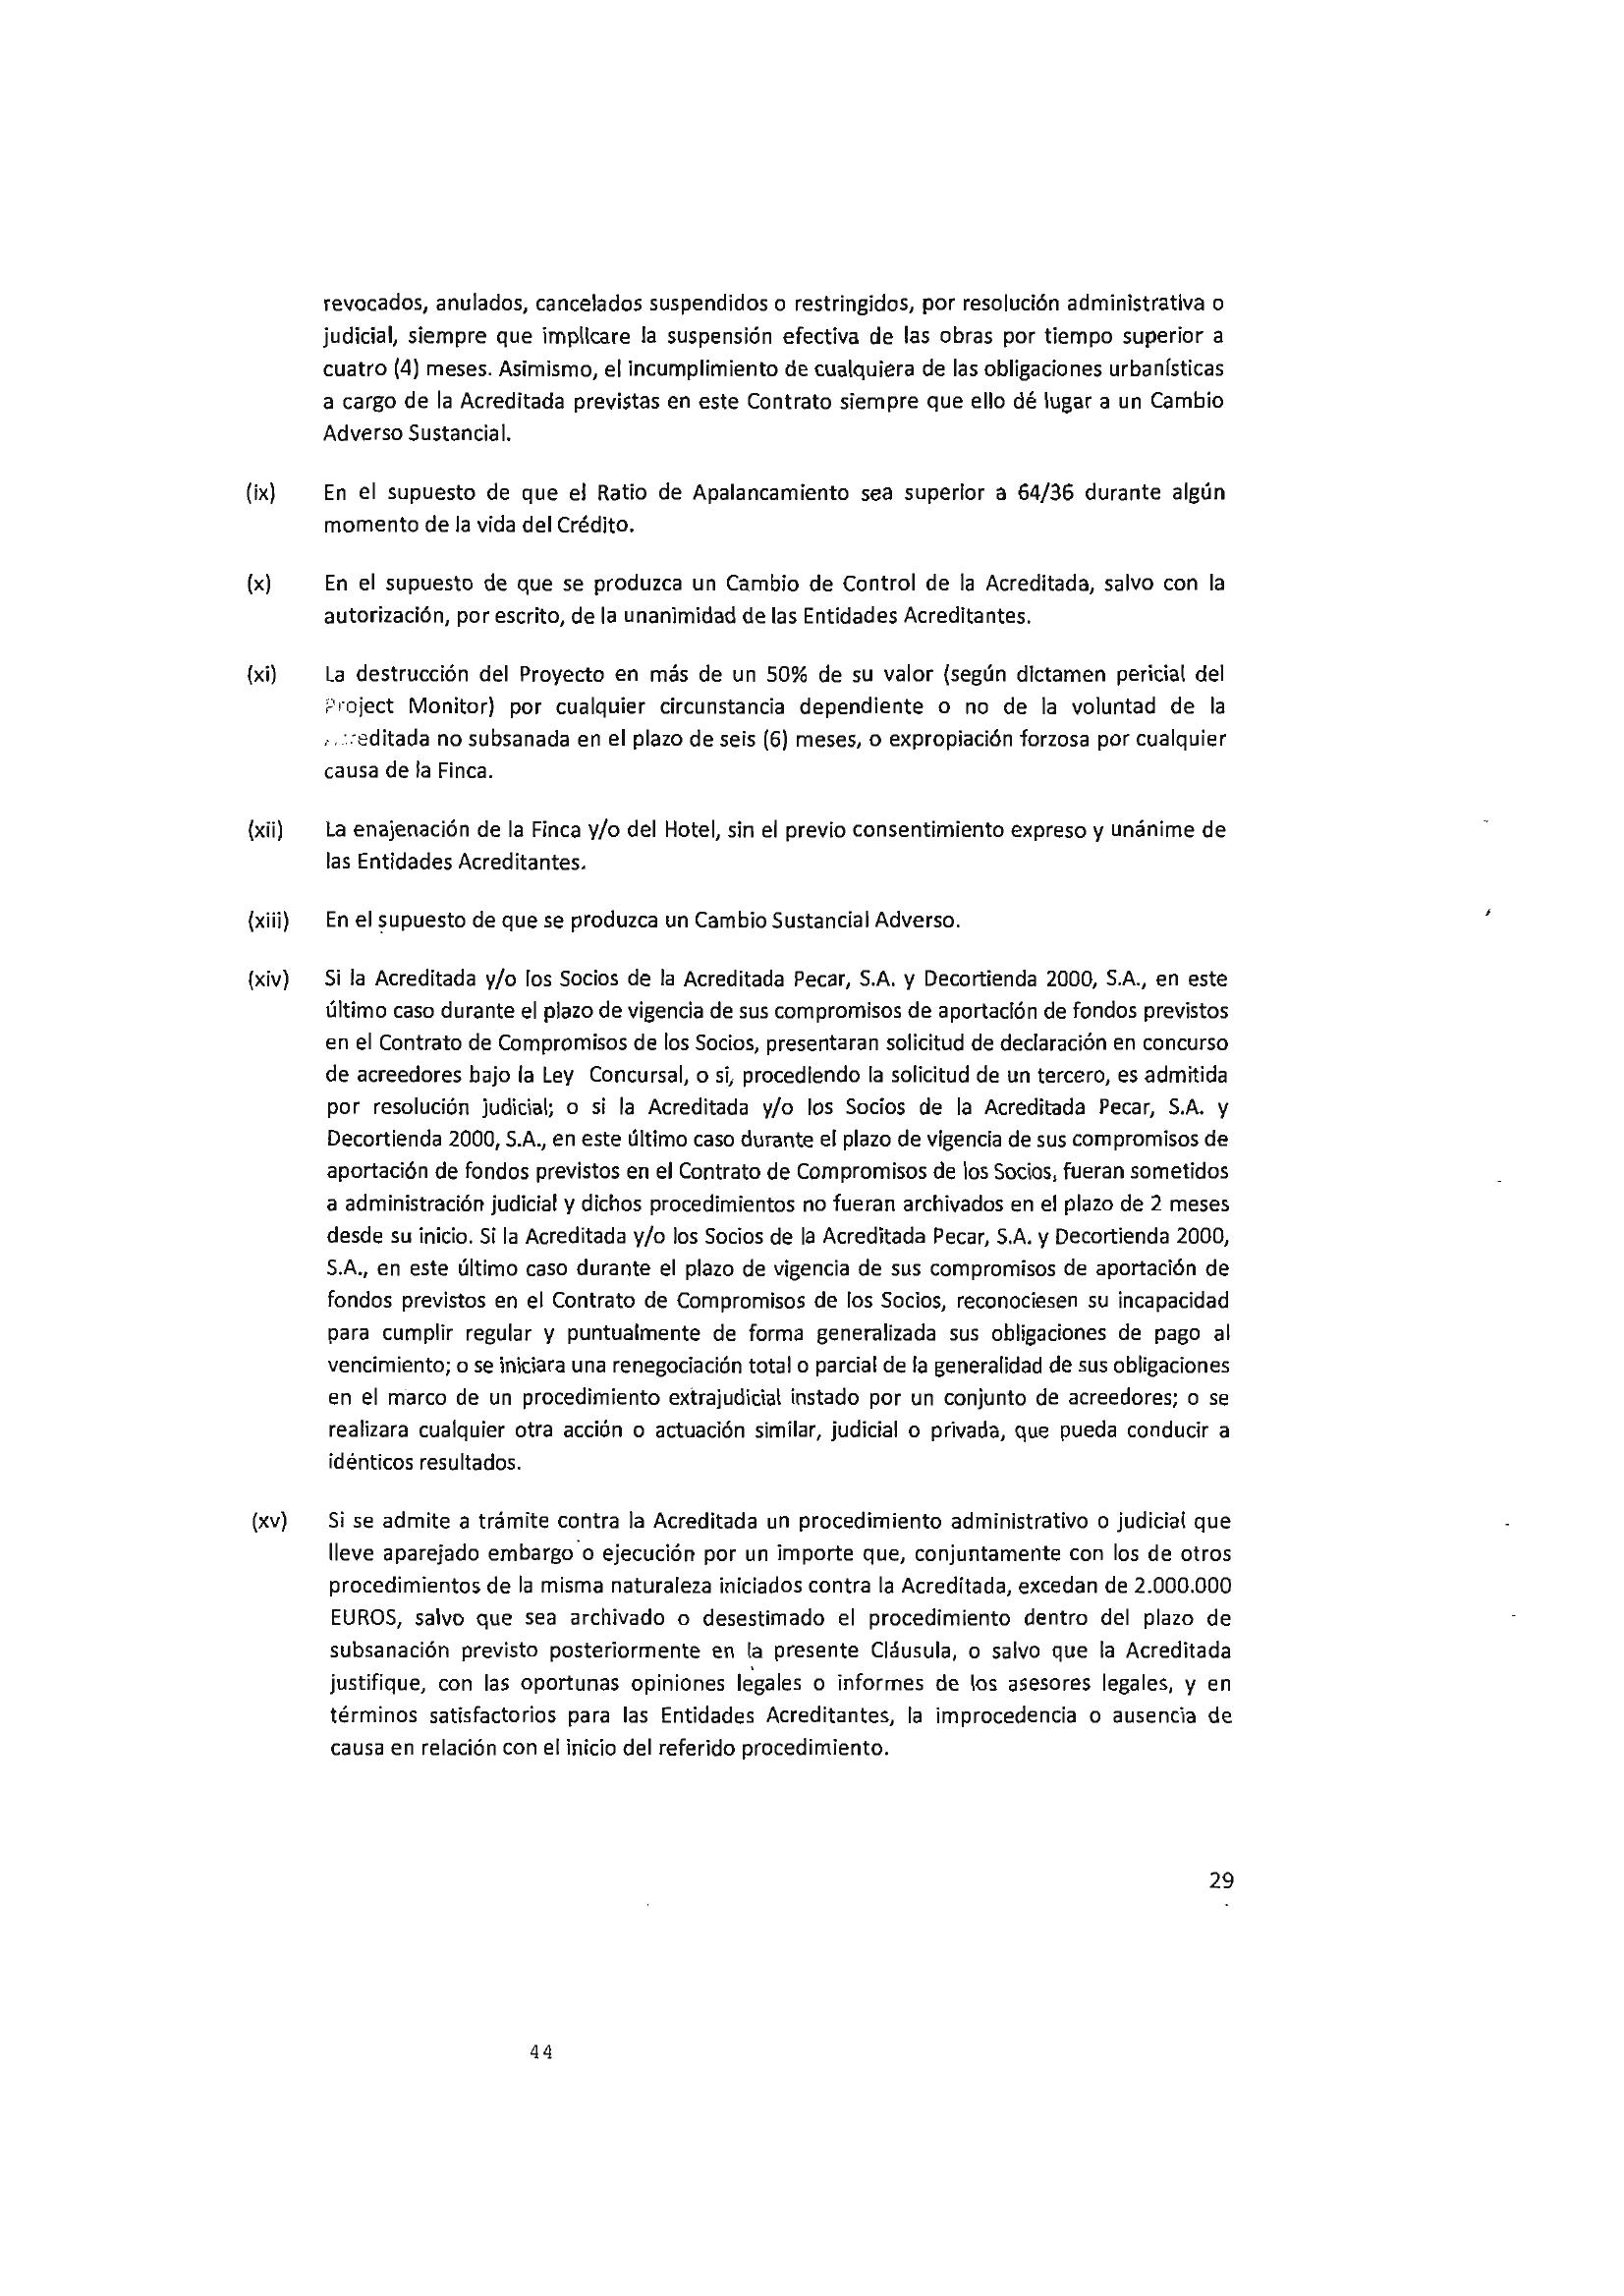 revocados, anulados, cancelados suspendidos o restringidos, por resolución administrativa o
judicial, siempre que implicare la suspensión efectiva de las obras por tiempo superior a
cuatro (4) meses. Asimismo, el incumplimiento de cualquiera de las obligaciones urbanísticas
a cargo de la Acreditada previstas en este Contrato siempre que ello dé lugar a un Cambio
Adverso Sustancial.
(ix) En el supuesto de que el Ratio de Apalancamiento sea superior a 64/36 durante algún
momento de la vida del Crédito.
(x) En el supuesto de que se produzca un Cambio de Control de la Acreditada, salvo con la
autorización, por escrito, de la unanimidad de las Entidades Acreditantes.
(xi) La destrucción del Proyecto en más de un 50% de su valor (según dictamen pericial del
Project Monitor) por cualquier circunstancia dependiente o no de la voluntad de la
editada no subsanada en el plazo de seis (6) meses, o expropiación forzosa por cualquier
causa de la Finca.
(xii) La enajenación de la Finca y/o del Hotel, sin el previo consentimiento expreso y unánime de
las Entidades Acreditantes.
(xiii) En el supuesto de que se produzca un Cambio Sustancial Adverso.
(xiv) Si la Acreditada y/o los Socios de la Acreditada Pecar, S.A. y Decortienda 2000, S.A., en este
último caso durante el plazo de vigencia de sus compromisos de aportación de fondos previstos
en el Contrato de Compromisos de los Socios, presentaran solicitud de declaración en concurso
de acreedores bajo la Ley Concursal, o si, procediendo la solicitud de un tercero, es admitida
por resolución judicial; o si la Acreditada y/o los Socios de la Acreditada Pecar, S.A. y
Decortienda 2000, S.A., en este último caso durante el plazo de vigencia de sus compromisos de
aportación de fondos previstos en el Contrato de Compromisos de los Socios, fueran sometidos
a administración judicial y dichos procedimientos no fueran archivados en el plazo de 2 meses
desde su inicio. Si la Acreditada y/o los Socios de la Acreditada Pecar, S.A. y Decortienda 2000,
S.A., en este último caso durante el plazo de vigencia de sus compromisos de aportación de
fondos previstos en el Contrato de Compromisos de los Socios, reconociesen su incapacidad
para cumplir regular y puntualmente de forma generalizada sus obligaciones de pago al
vencimiento; o se iniciara una renegociación total o parcial de la generalidad de sus obligaciones
en el marco de un procedimiento extrajudicial instado por un conjunto de acreedores; o se
realizara cualquier otra acción o actuación similar, judicial o privada, que pueda conducir a
idénticos resultados.
(xv) Si se admite a trámite contra la Acreditada un procedimiento administrativo o judicial que
lleve aparejado embargo o ejecución por un importe que, conjuntamente con los de otros
procedimientos de la misma naturaleza iniciados contra la Acreditada, excedan de 2.000.000
EUROS, salvo que sea archivado o desestimado el procedimiento dentro del plazo de
subsanación previsto posteriormente en la presente Cláusula, o salvo que la Acreditada
justifique, con las oportunas opiniones legales o informes de los asesores legales, y en
términos satisfactorios para las Entidades Acreditantes, la improcedencia o ausencia de
causa en relación con el inicio del referido procedimiento.
29
44